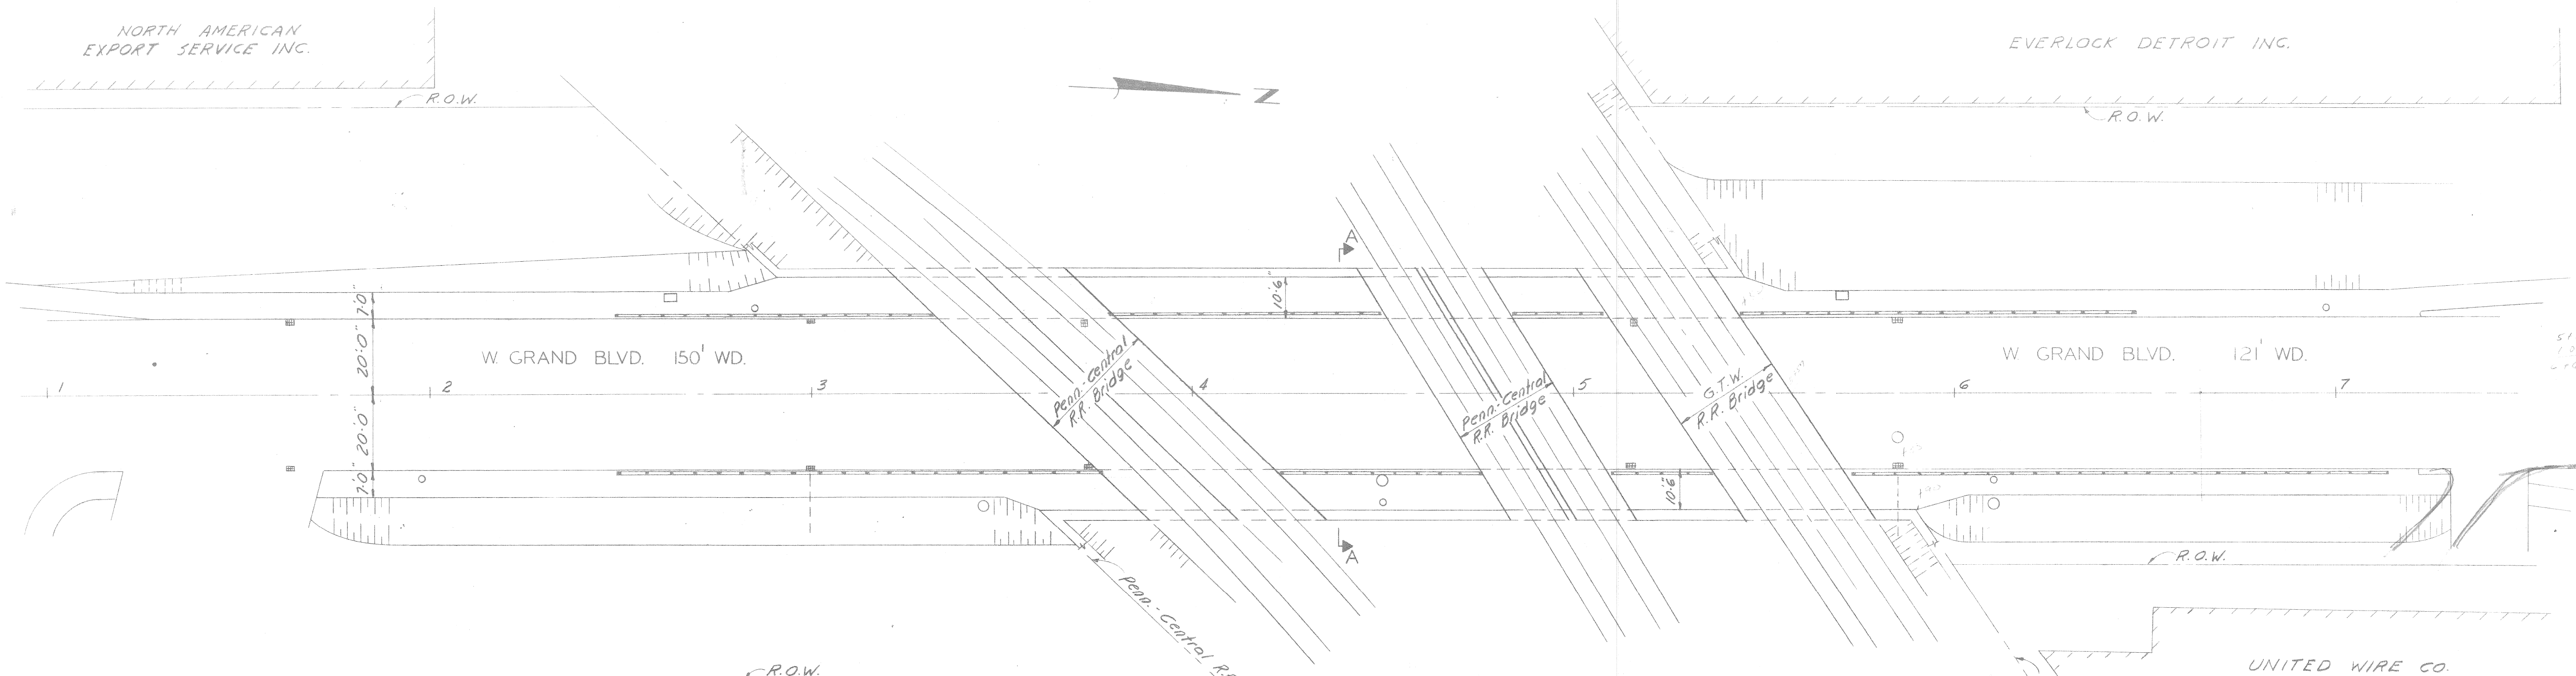 NORTH AMERICAN
EXPORT SERVICE INC.
EVERLOCK DETROIT INC.
R.O.W.
N
R.O.W.
A
7'-0"
10'-6"
20'-0"
W. GRAND BLVD. 150' WD.
Penn.-Central
R.R. Bridge
Penn.-Central
R.R. Bridge
G.T.W.
R.R. Bridge
W. GRAND BLVD. 121' WD.
1
2
3
4
5
6
7
20'-0"
7'-0"
10'-6"
A
R.O.W.
Penn.-Central
R.O.W.
UNITED WIRE CO.